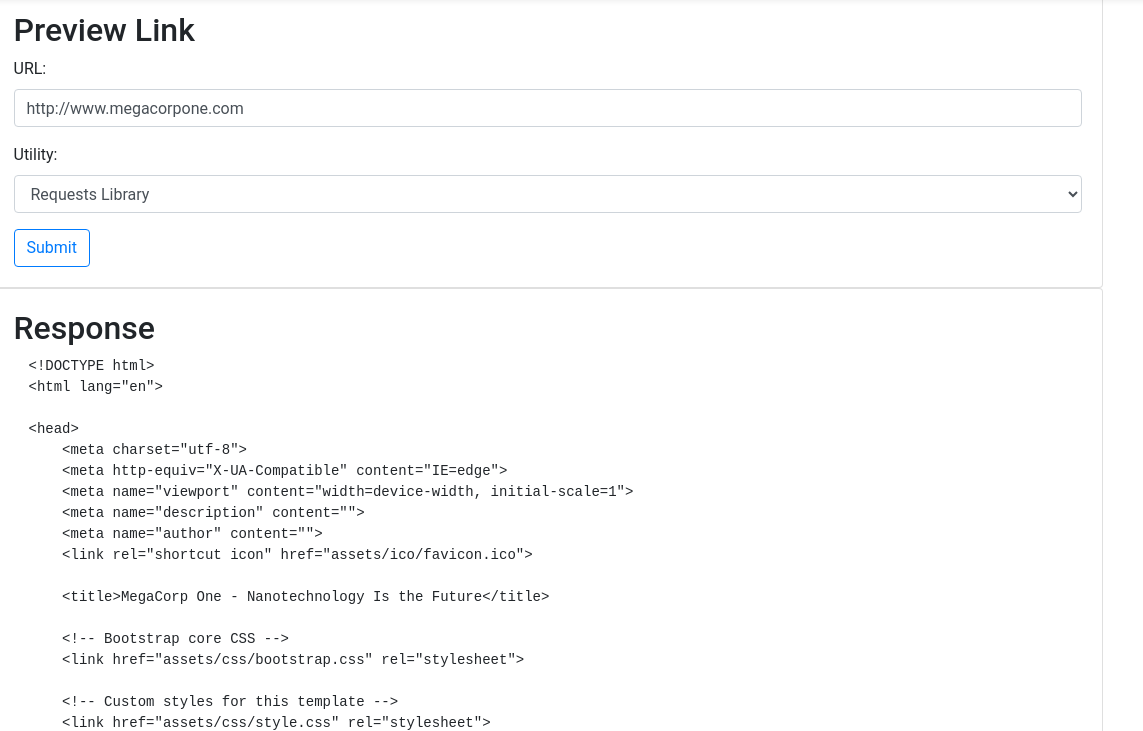 Preview Link
URL:
http://www.megacorpone.com
Utility:
Requests Library
Submit
Response
<!DOCTYPE html>
<html lang="en">
<head>
<meta charset="utf-8">
<meta http-equiv="X-UA-Compatible" content="IE=edge">
<meta name="viewport" content="width=device-width, initial-scale=1">
<meta name="description" content="">
<meta name="author" content="">
<link rel="shortcut icon" href="assets/ico/favicon.ico">
<title>MegaCorp One - Nanotechnology Is the Future</title>
<!-- Bootstrap core CSS -->
<link href="assets/css/bootstrap.css" rel="stylesheet">
<!-- Custom styles for this template -->
<link href="assets/css/style.css" rel="stylesheet">